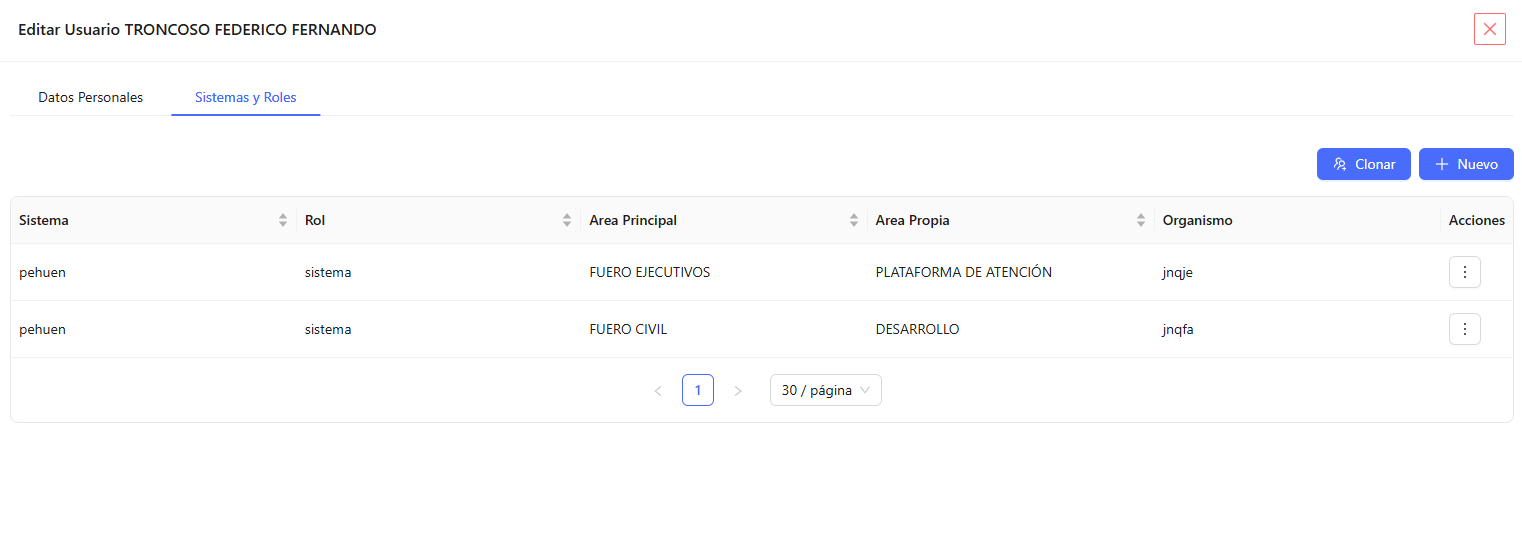 Editar Usuario TRONCOSO FEDERICO FERNANDO
Datos Personales Sistemas y Roles
Clonar Nuevo
Sistema Rol Area Principal Area Propia Organismo Acciones
pehuen sistema FUERO EJECUTIVOS PLATAFORMA DE ATENCIÓN jnqje
pehuen sistema FUERO CIVIL DESARROLLO jnqfa
1 30 / página